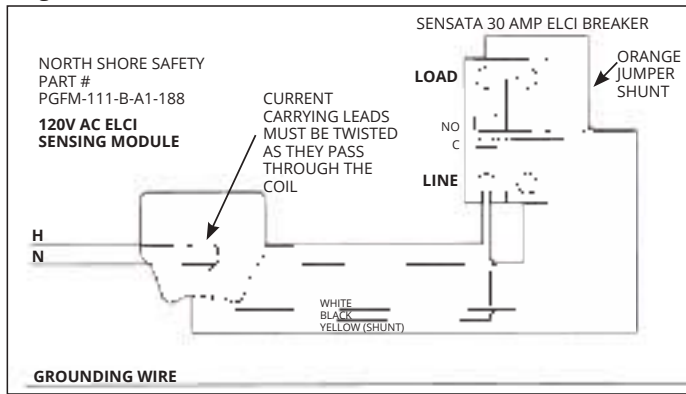 SENSATA 30 AMP ELCI BREAKER
NORTH SHORE SAFETY
PART #
PGFM-111-B-A1-188
120V AC ELCI
SENSING MODULE
CURRENT
CARRYING LEADS
MUST BE TWISTED
AS THEY PASS
THROUGH THE
COIL
LOAD
ORANGE
JUMPER
SHUNT
NO
C
LINE
H
N
WHITE
BLACK
YELLOW (SHUNT)
GROUNDING WIRE